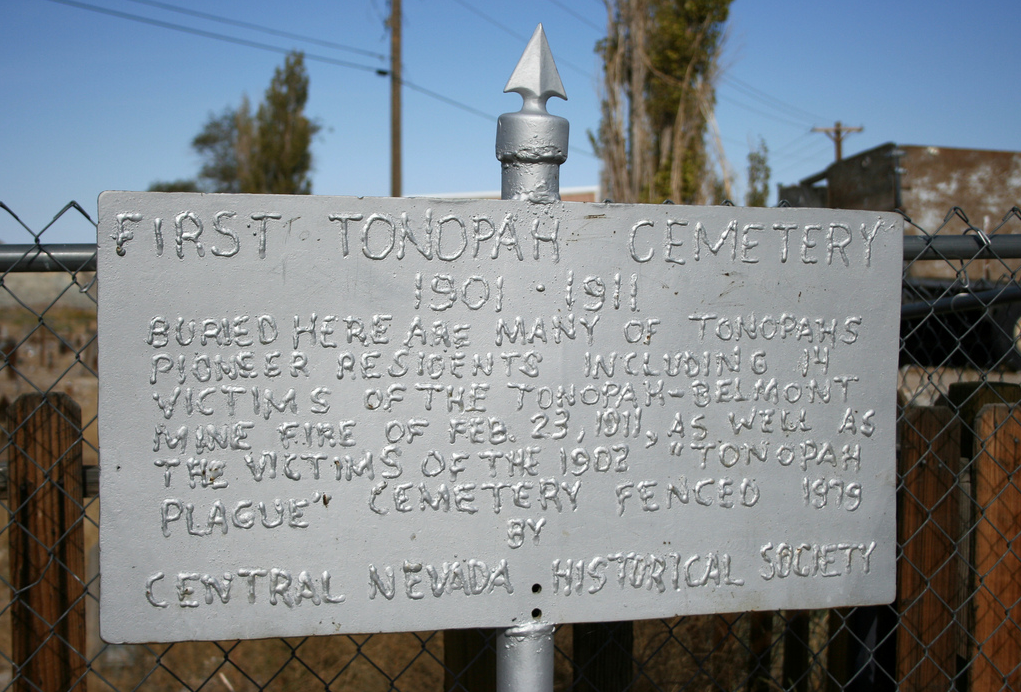 FIRST TONOPAH CEMETERY
1901 - 1911
BURIED HERE ARE MANY OF TONOPAHS
PIONEER RESIDENTS INCLUDING 14
VICTIMS OF THE TONOPAH-BELMONT
MINE FIRE OF FEB. 23, 1911, AS WELL AS
THE VICTIMS OF THE 1902 "TONOPAH
PLAGUE" CEMETERY FENCED 1979
BY
CENTRAL NEVADA HISTORICAL SOCIETY